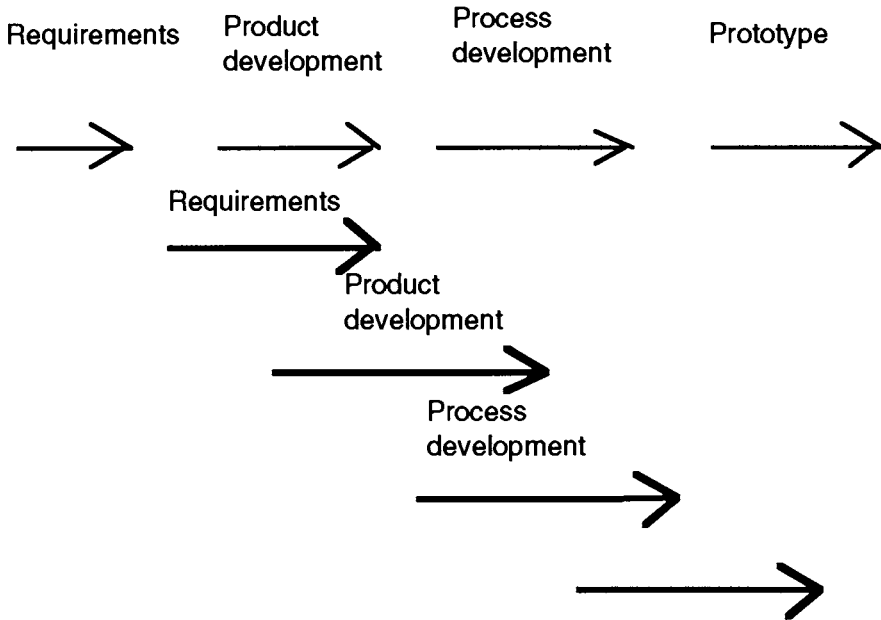 Requirements
Product
development
Process
development
Prototype
Requirements
Product
development
Process
development